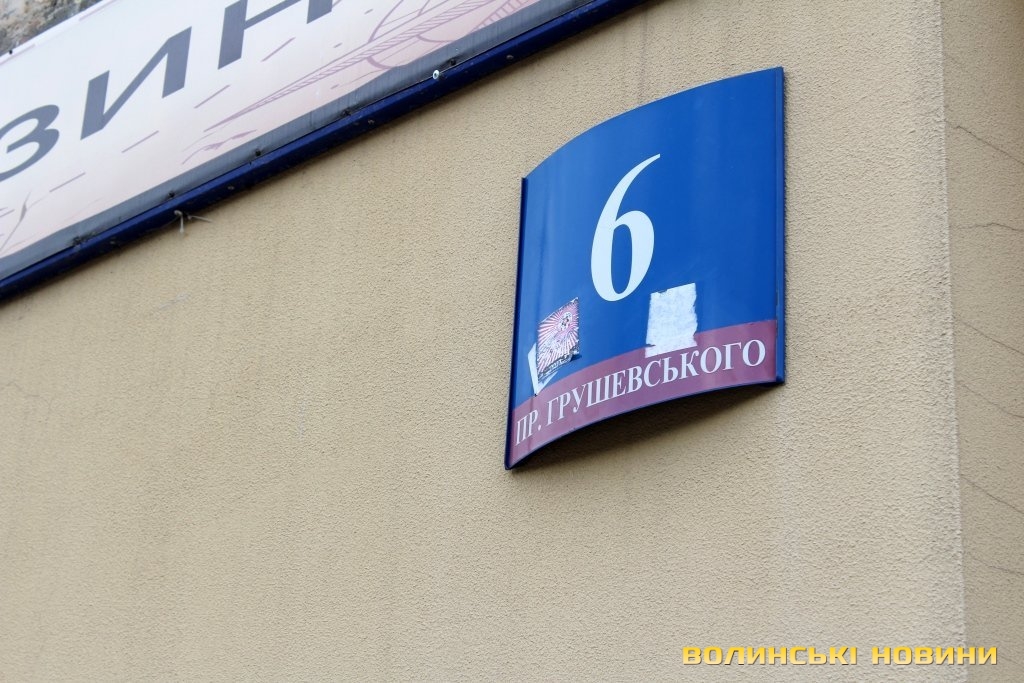 ЗИН
6
ПР. ГРУШЕВСЬКОГО
ВОЛИНСЬКІ НОВИНИ